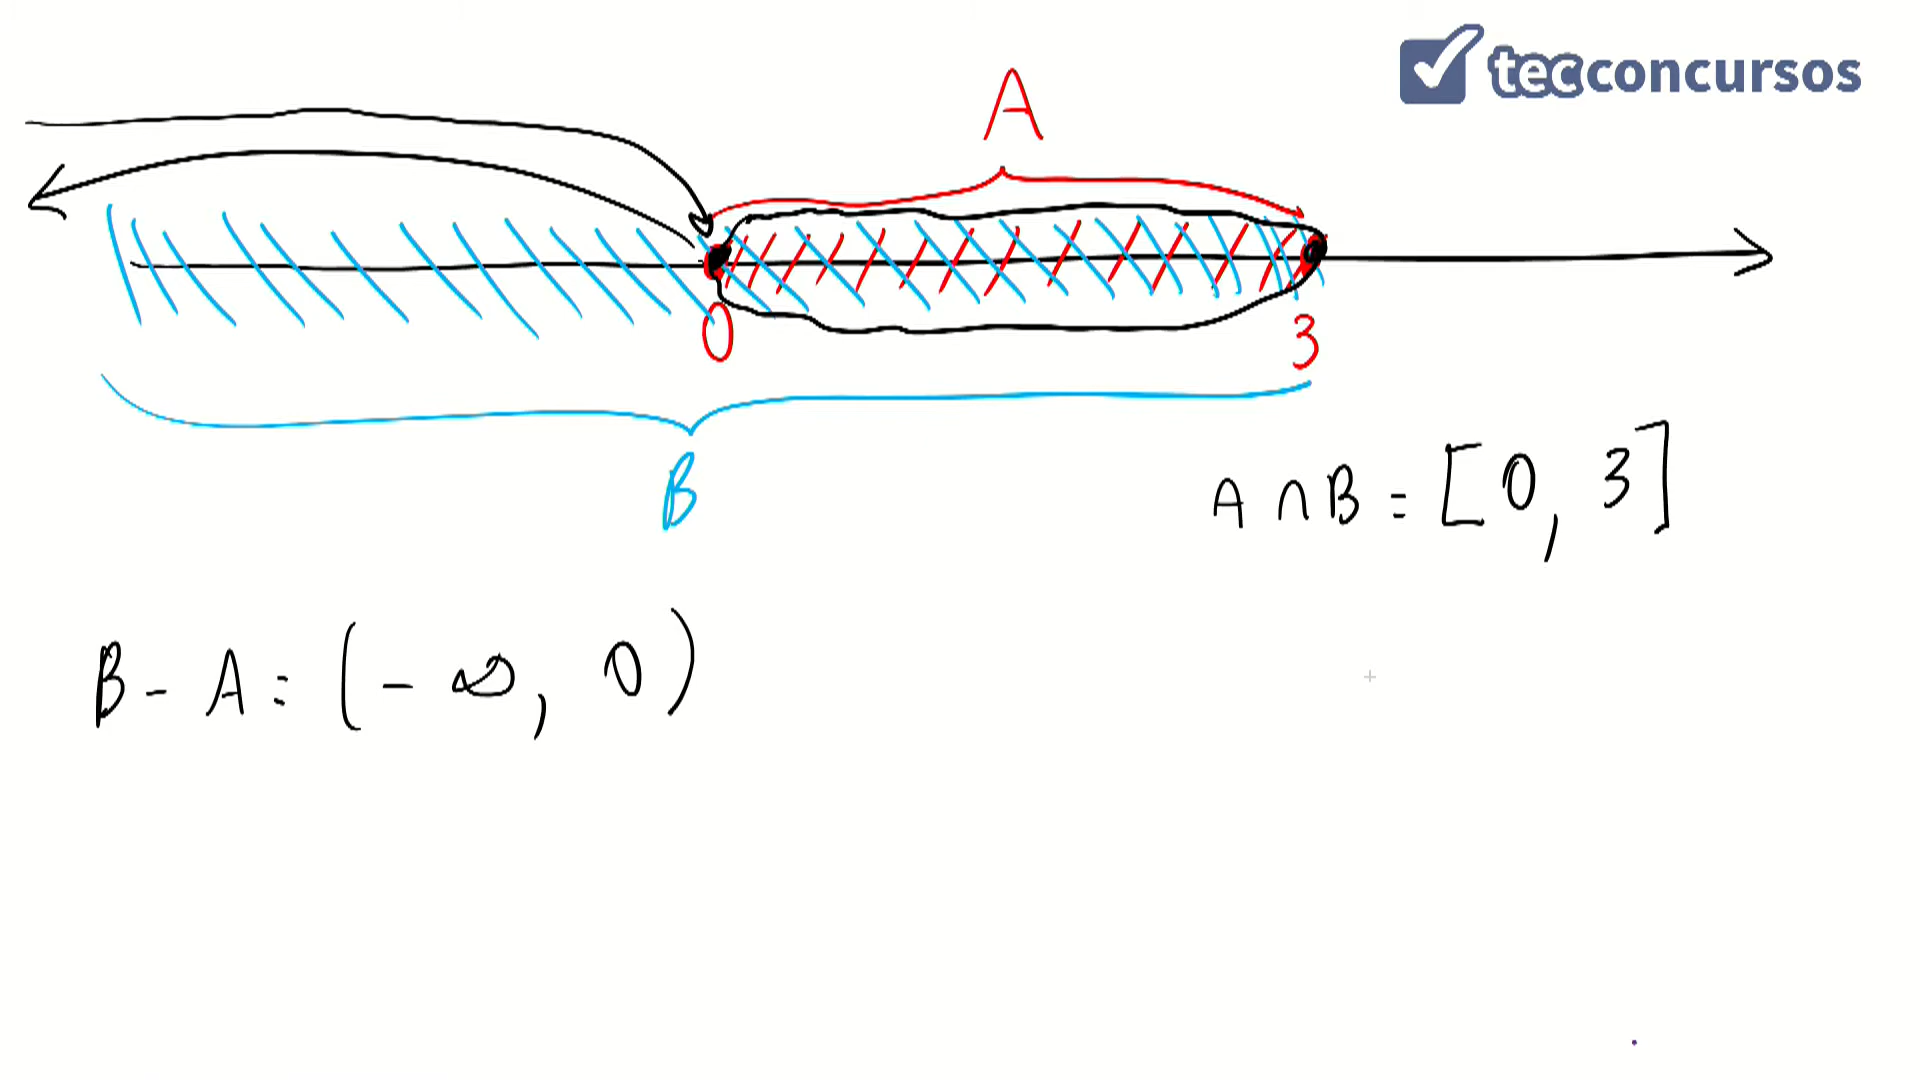 tecconcursos
A
0
3
B
A ∩ B = [0, 3]
B - A = (-∞, 0)